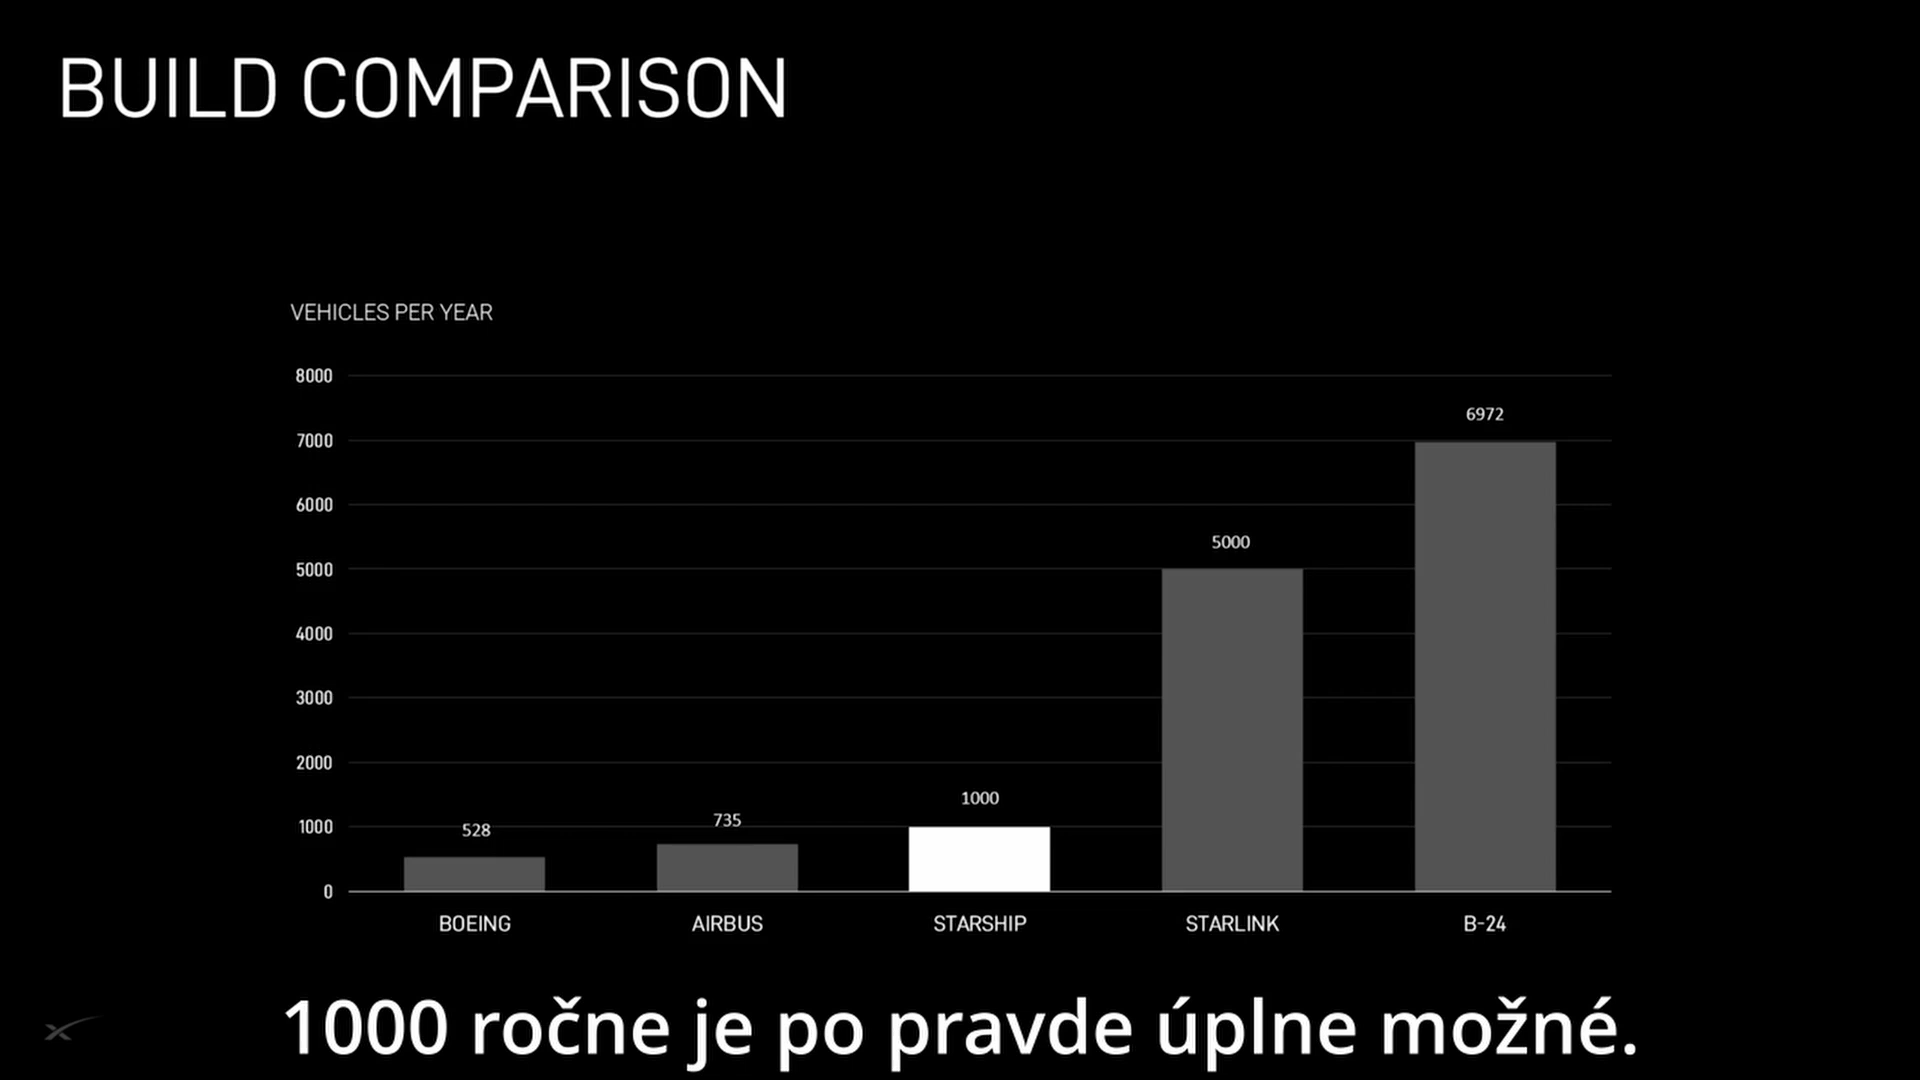 BUILD COMPARISON
VEHICLES PER YEAR
8000
7000
6000
5000
4000
3000
2000
1000
0
528
735
1000
5000
6972
BOEING
AIRBUS
STARSHIP
STARLINK
B-24
1000 ročne je po pravde úplne možné.